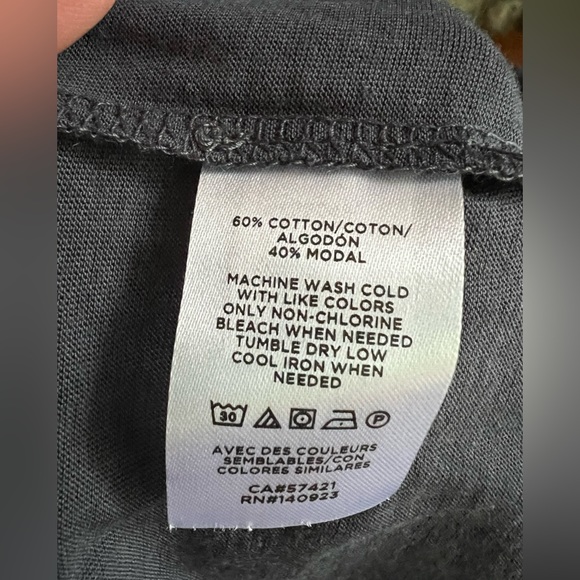 60% COTTON/COTON/
ALGODÓN
40% MODAL
MACHINE WASH COLD
WITH LIKE COLORS
ONLY NON-CHLORINE
BLEACH WHEN NEEDED
TUMBLE DRY LOW
COOL IRON WHEN
NEEDED
30 P
AVEC DES COULEURS
SEMBLABLES/CON
COLORES SIMILARES
CA#57421
RN#140923